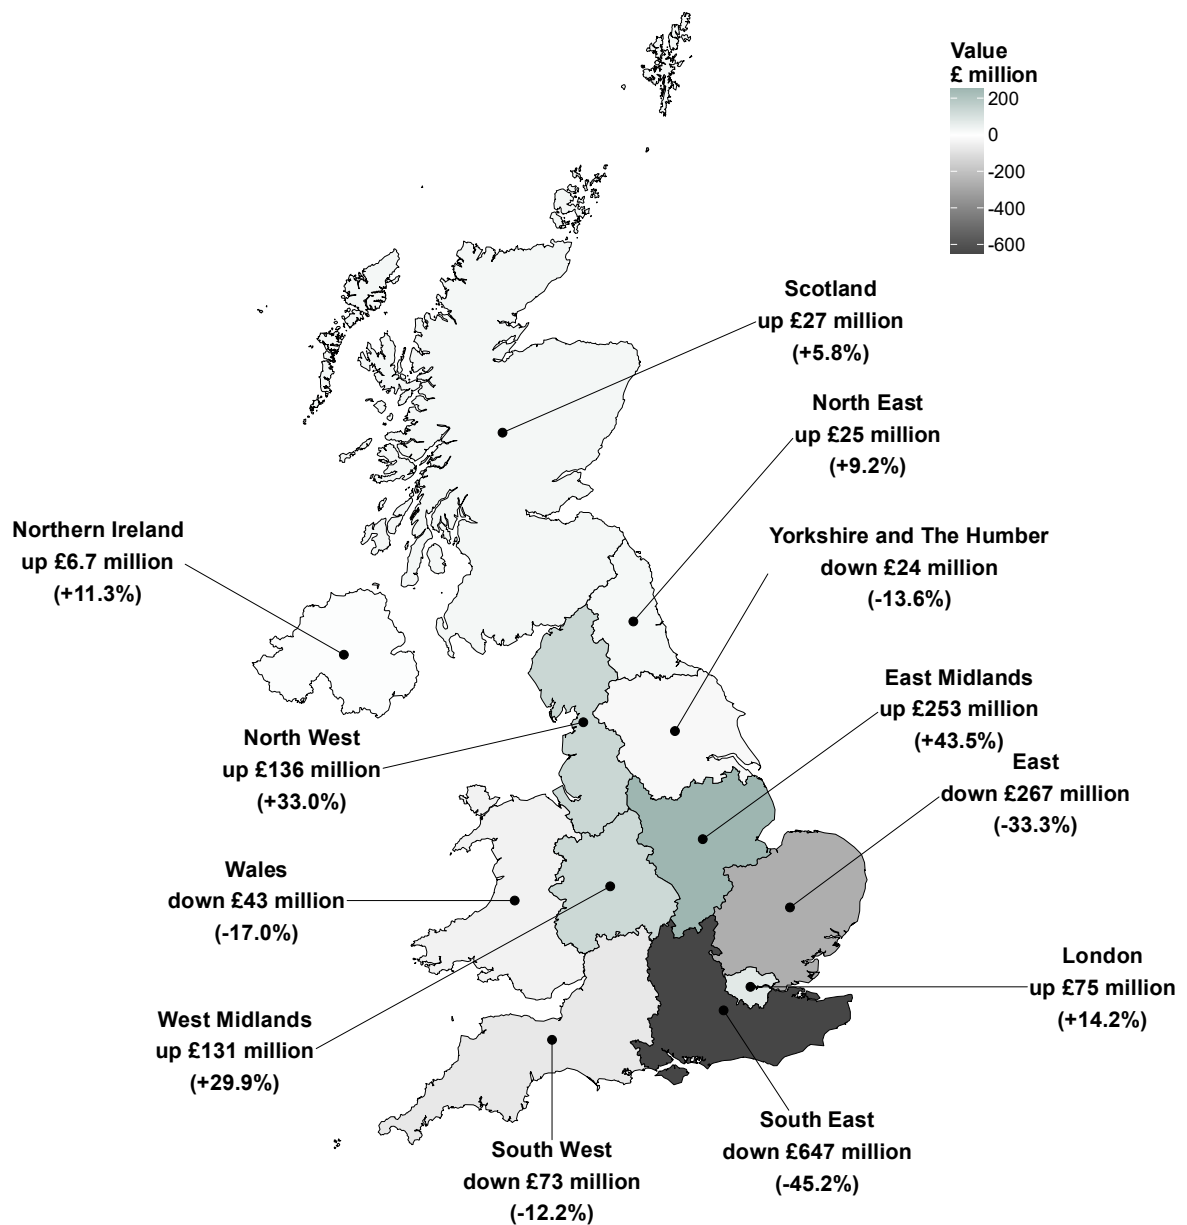 Value
£ million
200
0
-200
-400
-600
Scotland
up £27 million
(+5.8%)
North East
up £25 million
(+9.2%)
Northern Ireland
up £6.7 million
(+11.3%)
Yorkshire and The Humber
down £24 million
(-13.6%)
East Midlands
up £253 million
(+43.5%)
North West
up £136 million
(+33.0%)
East
down £267 million
(-33.3%)
Wales
down £43 million
(-17.0%)
London
up £75 million
(+14.2%)
West Midlands
up £131 million
(+29.9%)
South East
down £647 million
(-45.2%)
South West
down £73 million
(-12.2%)